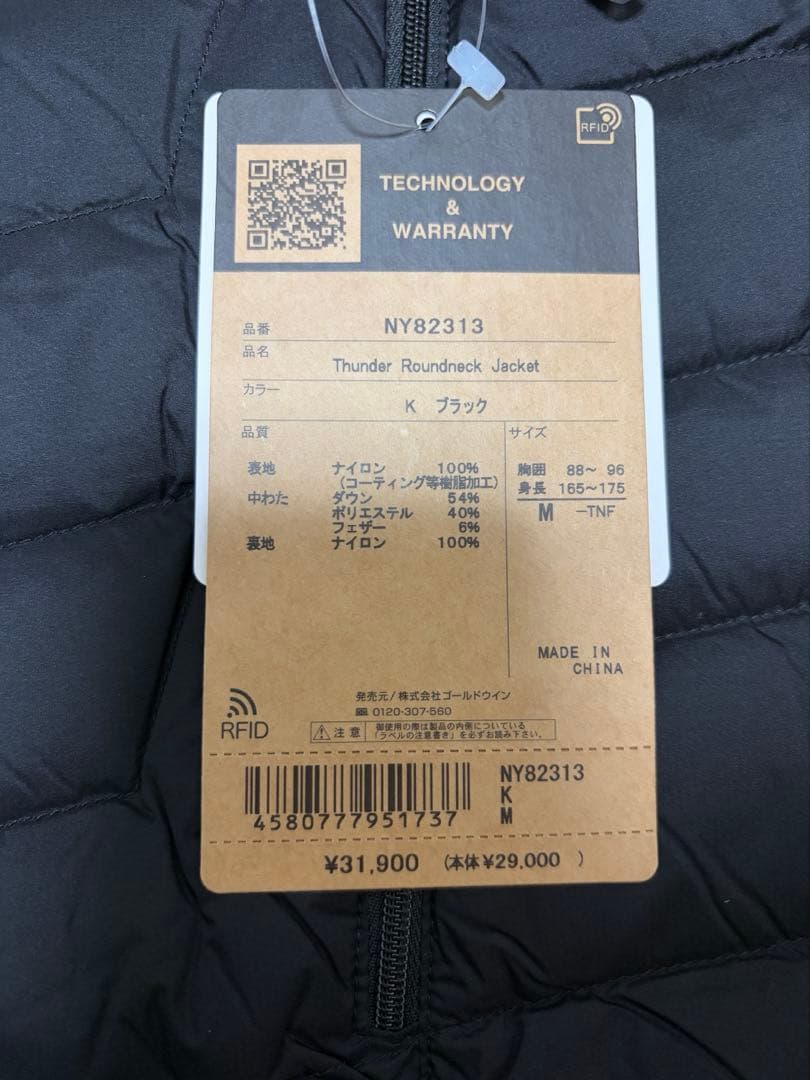 RFID
TECHNOLOGY
&
WARRANTY
品番 NY82313
品名 Thunder Roundneck Jacket
カラー K ブラック
品質
表地 ナイロン 100%
(コーティング等樹脂加工)
中わた ダウン 54%
ポリエステル 40%
フェザー 6%
裏地 ナイロン 100%
サイズ
胸囲 88～ 96
身長 165～175
M -TNF
MADE IN
CHINA
RFID
発売元/株式会社ゴールドウイン
0120-307-560
注意 御使用の際は製品の内側についている
「ラベルの注意書き」を必ずお読み下さい。
4580777951737
NY82313
K
M
¥31,900 (本体¥29,000 )